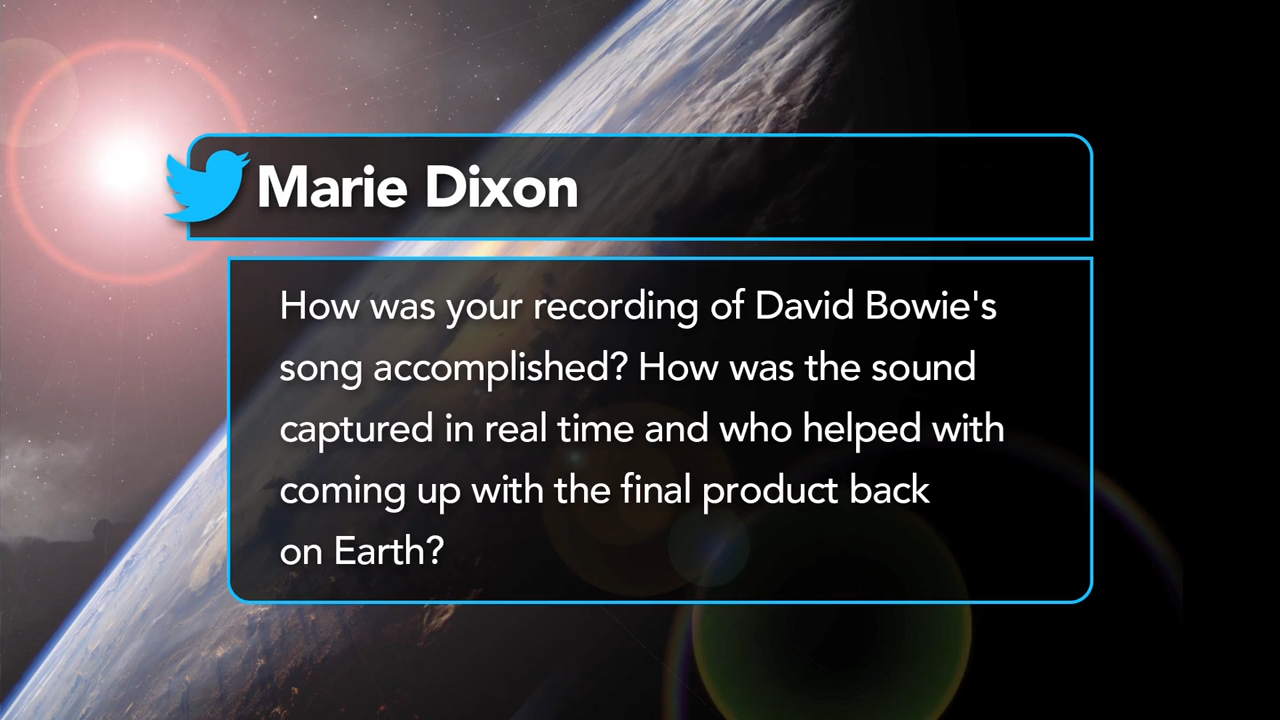 Marie Dixon
How was your recording of David Bowie's
song accomplished? How was the sound
captured in real time and who helped with
coming up with the final product back
on Earth?